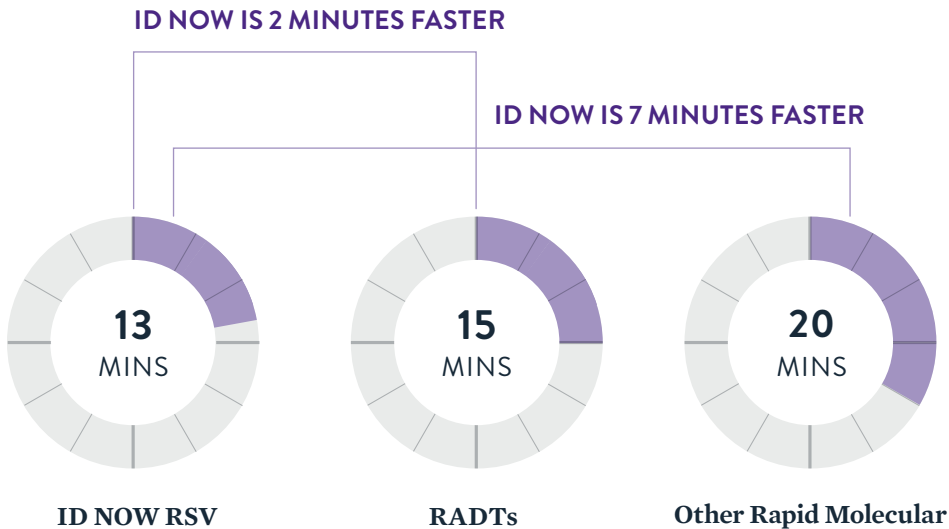 ID NOW IS 2 MINUTES FASTER
ID NOW IS 7 MINUTES FASTER
13
MINS
15
MINS
20
MINS
ID NOW RSV
RADTs
Other Rapid Molecular